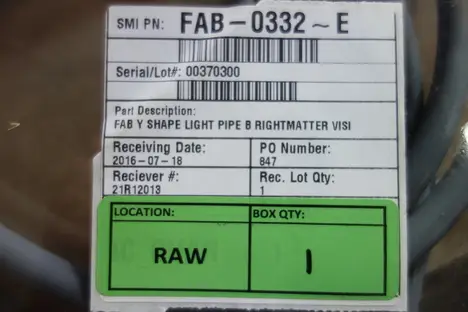 SMI PN: FAB-0332~E
Serial/Lot#: 00370300
Part Description:
FAB Y SHAPE LIGHT PIPE B RIGHTMATTER VISI
Receiving Date: PO Number:
2016-07-18 847
Reciever #: Rec. Lot Qty:
21R12013 1
LOCATION: BOX QTY:
RAW 1